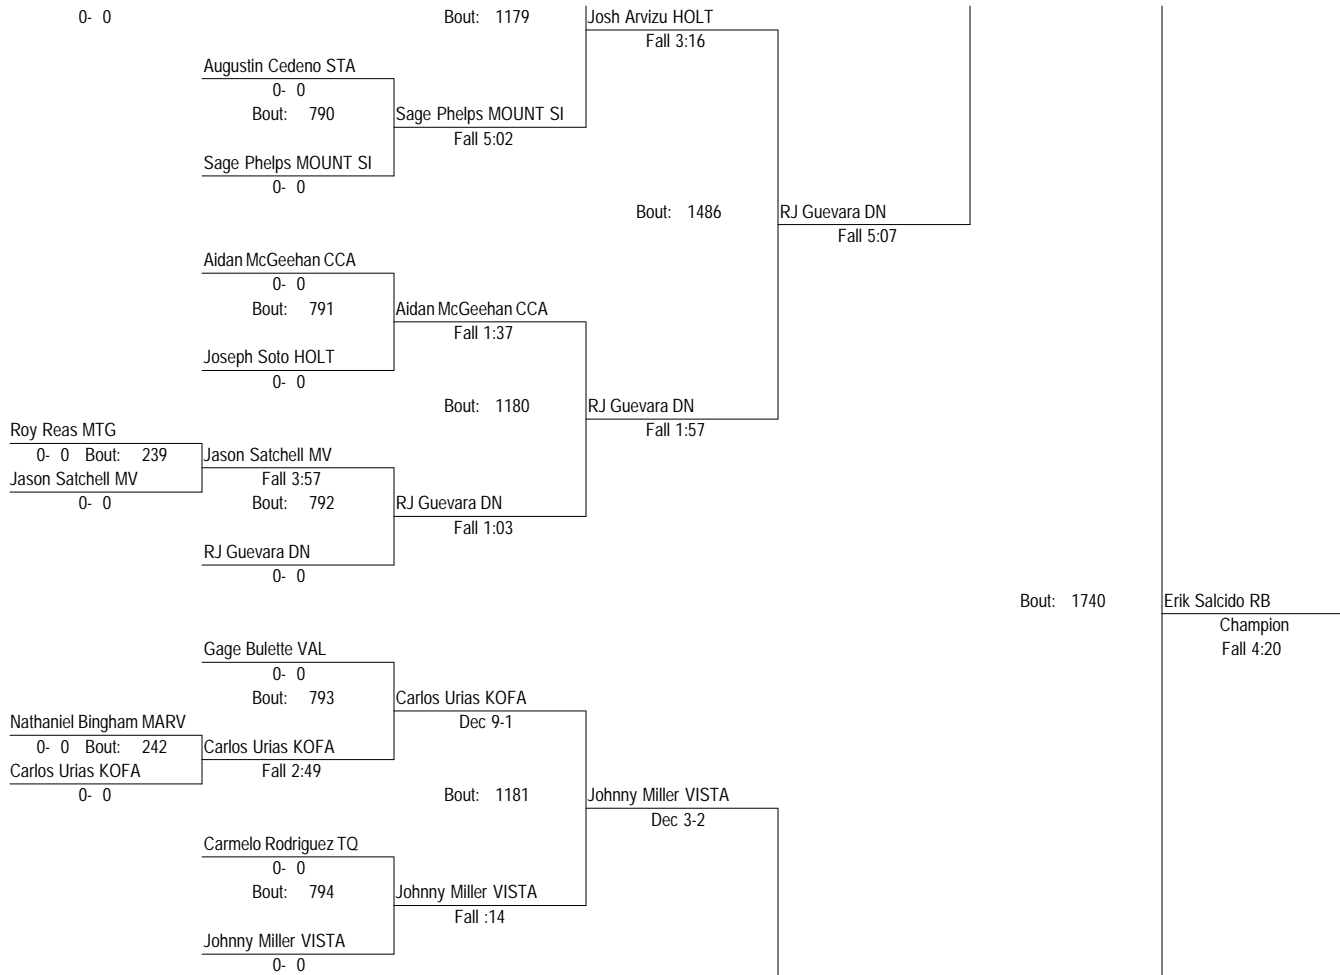 0- 0 Bout: 1179 Josh Arvizu HOLT
Fall 3:16
Augustin Cedeno STA
0- 0
Bout: 790 Sage Phelps MOUNT SI
Fall 5:02
Sage Phelps MOUNT SI
0- 0
Bout: 1486 RJ Guevara DN
Fall 5:07
Aidan McGeehan CCA
0- 0
Bout: 791 Aidan McGeehan CCA
Fall 1:37
Joseph Soto HOLT
0- 0
Bout: 1180 RJ Guevara DN
Fall 1:57
Roy Reas MTG
0- 0 Bout: 239 Jason Satchell MV
Jason Satchell MV Fall 3:57
0- 0 Bout: 792 RJ Guevara DN
Fall 1:03
RJ Guevara DN
0- 0
Bout: 1740 Erik Salcido RB
Champion
Fall 4:20
Gage Bulette VAL
0- 0
Bout: 793 Carlos Urias KOFA
Dec 9-1
Nathaniel Bingham MARV
0- 0 Bout: 242 Carlos Urias KOFA
Carlos Urias KOFA Fall 2:49
0- 0 Bout: 1181 Johnny Miller VISTA
Dec 3-2
Carmelo Rodriguez TQ
0- 0
Bout: 794 Johnny Miller VISTA
Fall :14
Johnny Miller VISTA
0- 0